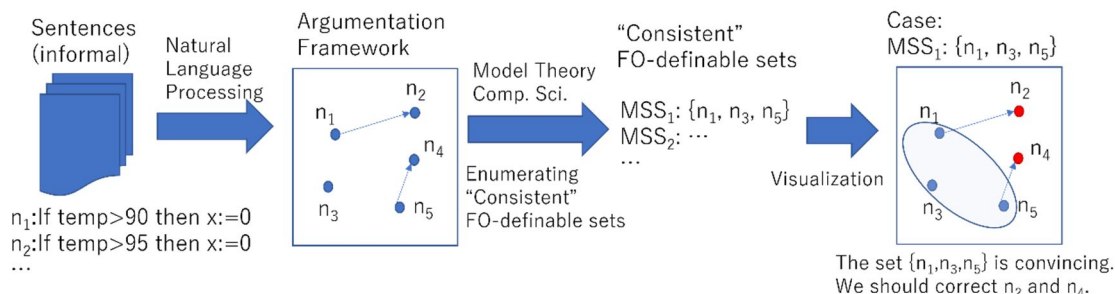 Sentences
(informal)
n1:If temp>90 then x:=0
n2:If temp>95 then x:=0
…
Natural
Language
Processing
Argumentation
Framework
n1
n2
n3
n4
n5
Model Theory
Comp. Sci.
Enumerating
“Consistent”
FO-definable sets
“Consistent”
FO-definable sets
MSS1: {n1, n3, n5}
MSS2: …
…
Visualization
Case:
MSS1: {n1, n3, n5}
n1
n2
n3
n4
n5
The set {n1,n3,n5} is convincing.
We should correct n2 and n4.